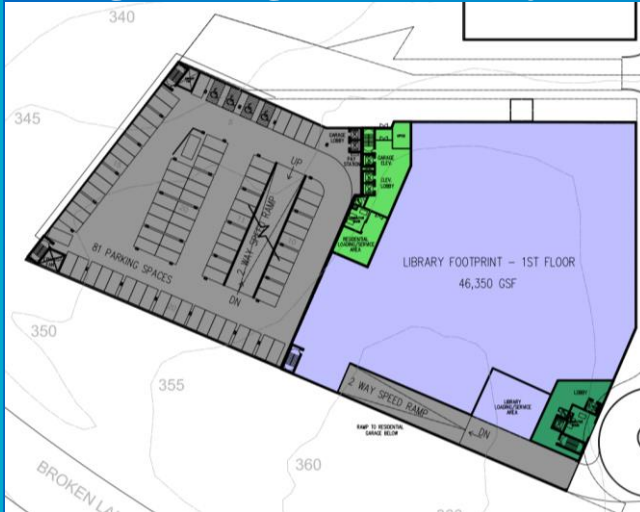 340
345
GARAGE
LOBBY
PAY
STATION
GARAGE
ELEV.
ELEV.
LOBBY
UP
2 WAY SPEED RAMP
DN
81 PARKING SPACES
RESIDENTIAL
LOADING/SERVICE
AREA
LIBRARY FOOTPRINT - 1ST FLOOR
46,350 GSF
350
355
2 WAY SPEED RAMP
DN
LIBRARY
LOADING/SERVICE
AREA
LOBBY
RAMP TO RESIDENTIAL
GARAGE BELOW
360
BROKEN